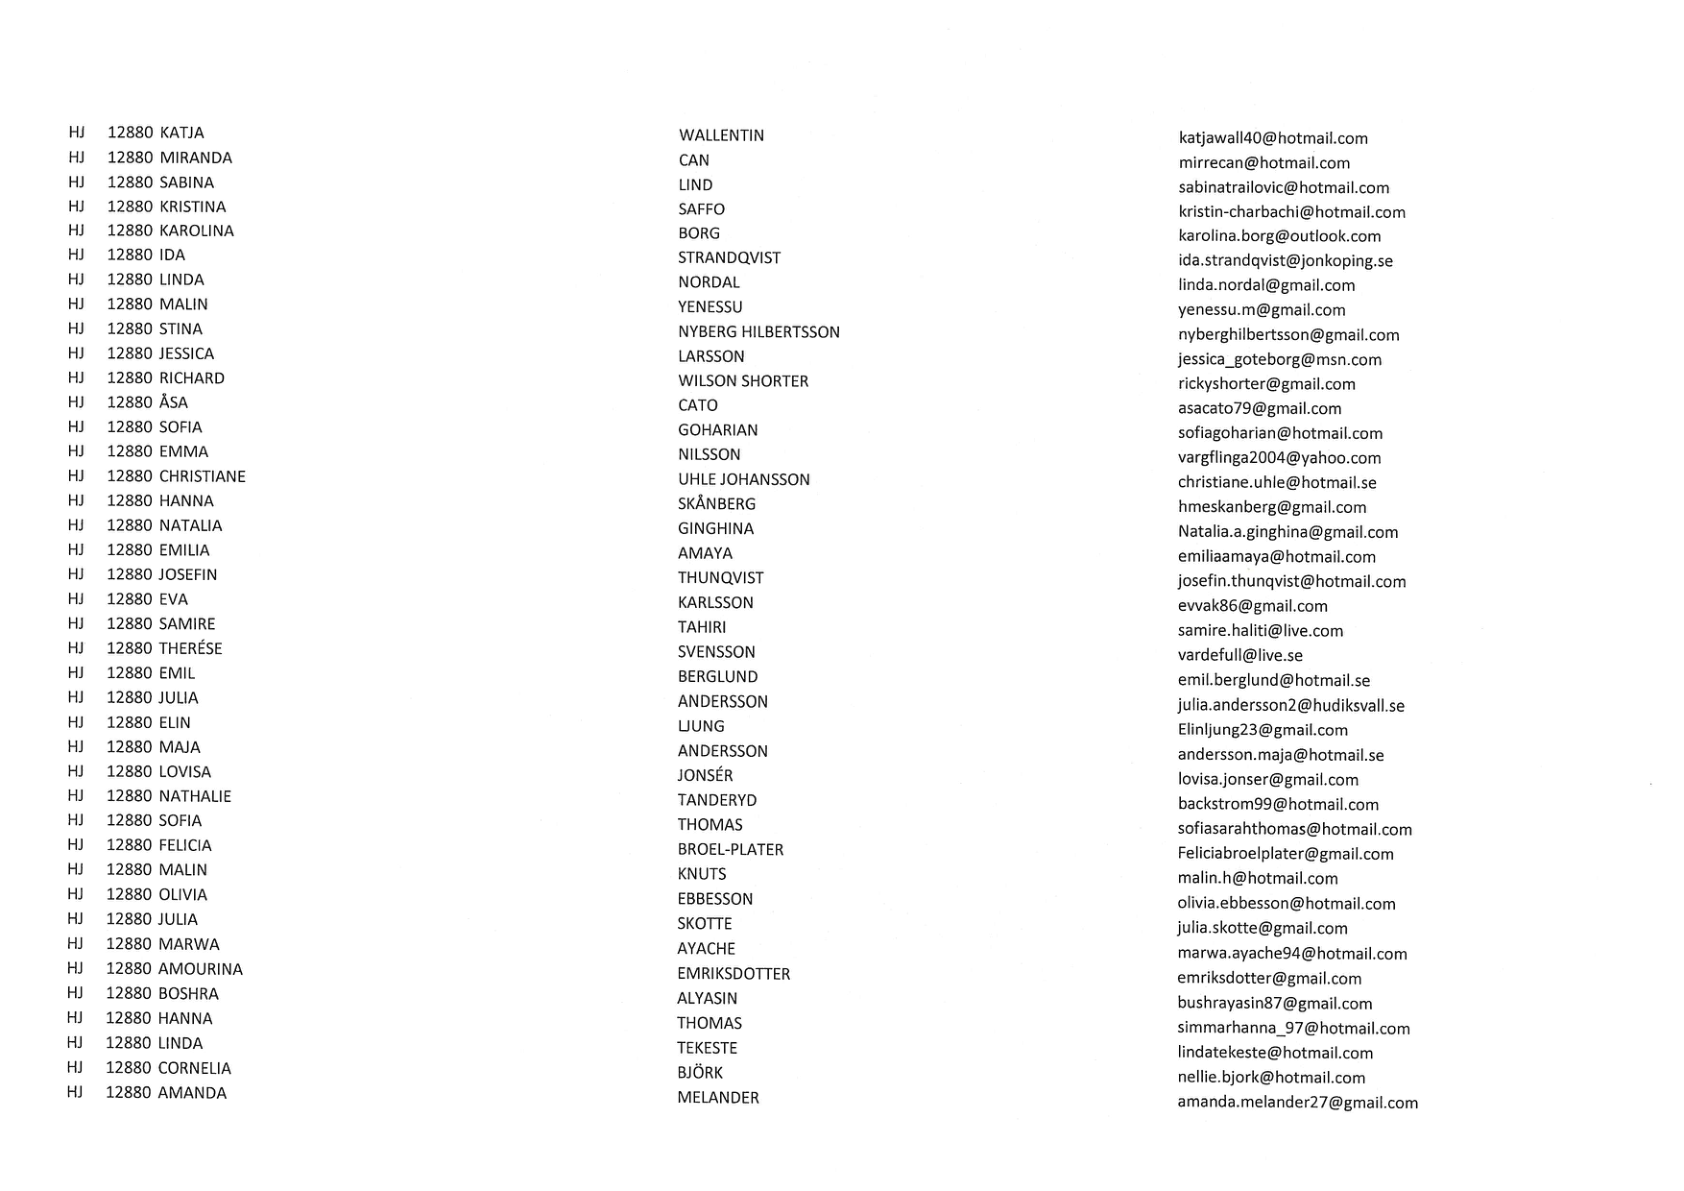 HJ 12880 KATJA WALLENTIN katjawall40@hotmail.com
HJ 12880 MIRANDA CAN mirrecan@hotmail.com
HJ 12880 SABINA LIND sabinatrailovic@hotmail.com
HJ 12880 KRISTINA SAFFO kristin-charbachi@hotmail.com
HJ 12880 KAROLINA BORG karolina.borg@outlook.com
HJ 12880 IDA STRANDQVIST ida.strandqvist@jonkoping.se
HJ 12880 LINDA NORDAL linda.nordal@gmail.com
HJ 12880 MALIN YENESSU yenessu.m@gmail.com
HJ 12880 STINA NYBERG HILBERTSSON nyberghilbertsson@gmail.com
HJ 12880 JESSICA LARSSON jessica_goteborg@msn.com
HJ 12880 RICHARD WILSON SHORTER rickyshorter@gmail.com
HJ 12880 ÅSA CATO asacato79@gmail.com
HJ 12880 SOFIA GOHARIAN sofiagoharian@hotmail.com
HJ 12880 EMMA NILSSON vargflinga2004@yahoo.com
HJ 12880 CHRISTIANE UHLE JOHANSSON christiane.uhle@hotmail.se
HJ 12880 HANNA SKÅNBERG hmeskanberg@gmail.com
HJ 12880 NATALIA GINGHINA Natalia.a.ginghina@gmail.com
HJ 12880 EMILIA AMAYA emiliaamaya@hotmail.com
HJ 12880 JOSEFIN THUNQVIST josefin.thunqvist@hotmail.com
HJ 12880 EVA KARLSSON evvak86@gmail.com
HJ 12880 SAMIRE TAHIRI samire.haliti@live.com
HJ 12880 THERÉSE SVENSSON vardefull@live.se
HJ 12880 EMIL BERGLUND emil.berglund@hotmail.se
HJ 12880 JULIA ANDERSSON julia.andersson2@hudiksvall.se
HJ 12880 ELIN LJUNG Elinljung23@gmail.com
HJ 12880 MAJA ANDERSSON andersson.maja@hotmail.se
HJ 12880 LOVISA JONSÉR lovisa.jonser@gmail.com
HJ 12880 NATHALIE TANDERYD backstrom99@hotmail.com
HJ 12880 SOFIA THOMAS sofiasarahthomas@hotmail.com
HJ 12880 FELICIA BROEL-PLATER Feliciabroelplater@gmail.com
HJ 12880 MALIN KNUTS malin.h@hotmail.com
HJ 12880 OLIVIA EBBESSON olivia.ebbesson@hotmail.com
HJ 12880 JULIA SKOTTE julia.skotte@gmail.com
HJ 12880 MARWA AYACHE marwa.ayache94@hotmail.com
HJ 12880 AMOURINA EMRIKSDOTTER emriksdotter@gmail.com
HJ 12880 BOSHRA ALYASIN bushrayasin87@gmail.com
HJ 12880 HANNA THOMAS simmarhanna_97@hotmail.com
HJ 12880 LINDA TEKESTE lindatekeste@hotmail.com
HJ 12880 CORNELIA BJÖRK nellie.bjork@hotmail.com
HJ 12880 AMANDA MELANDER amanda.melander27@gmail.com